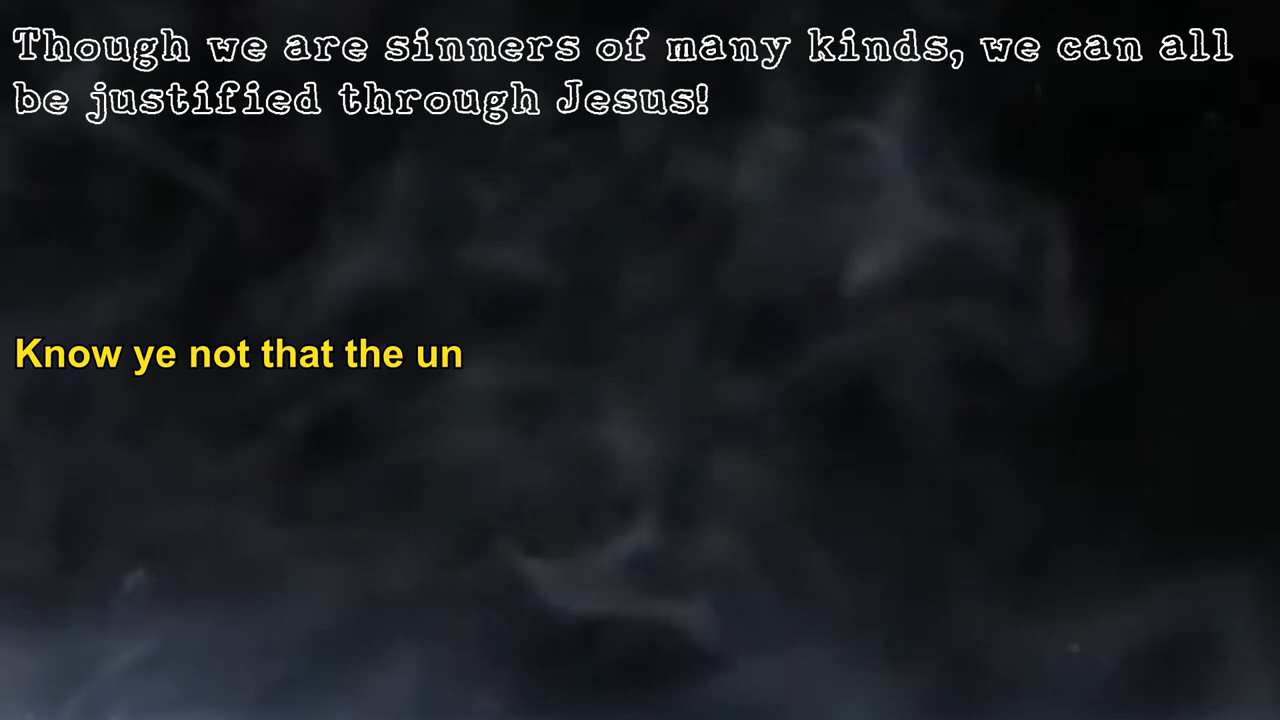 Though we are sinners of many kinds, we can all
be justified through Jesus!
Know ye not that the un